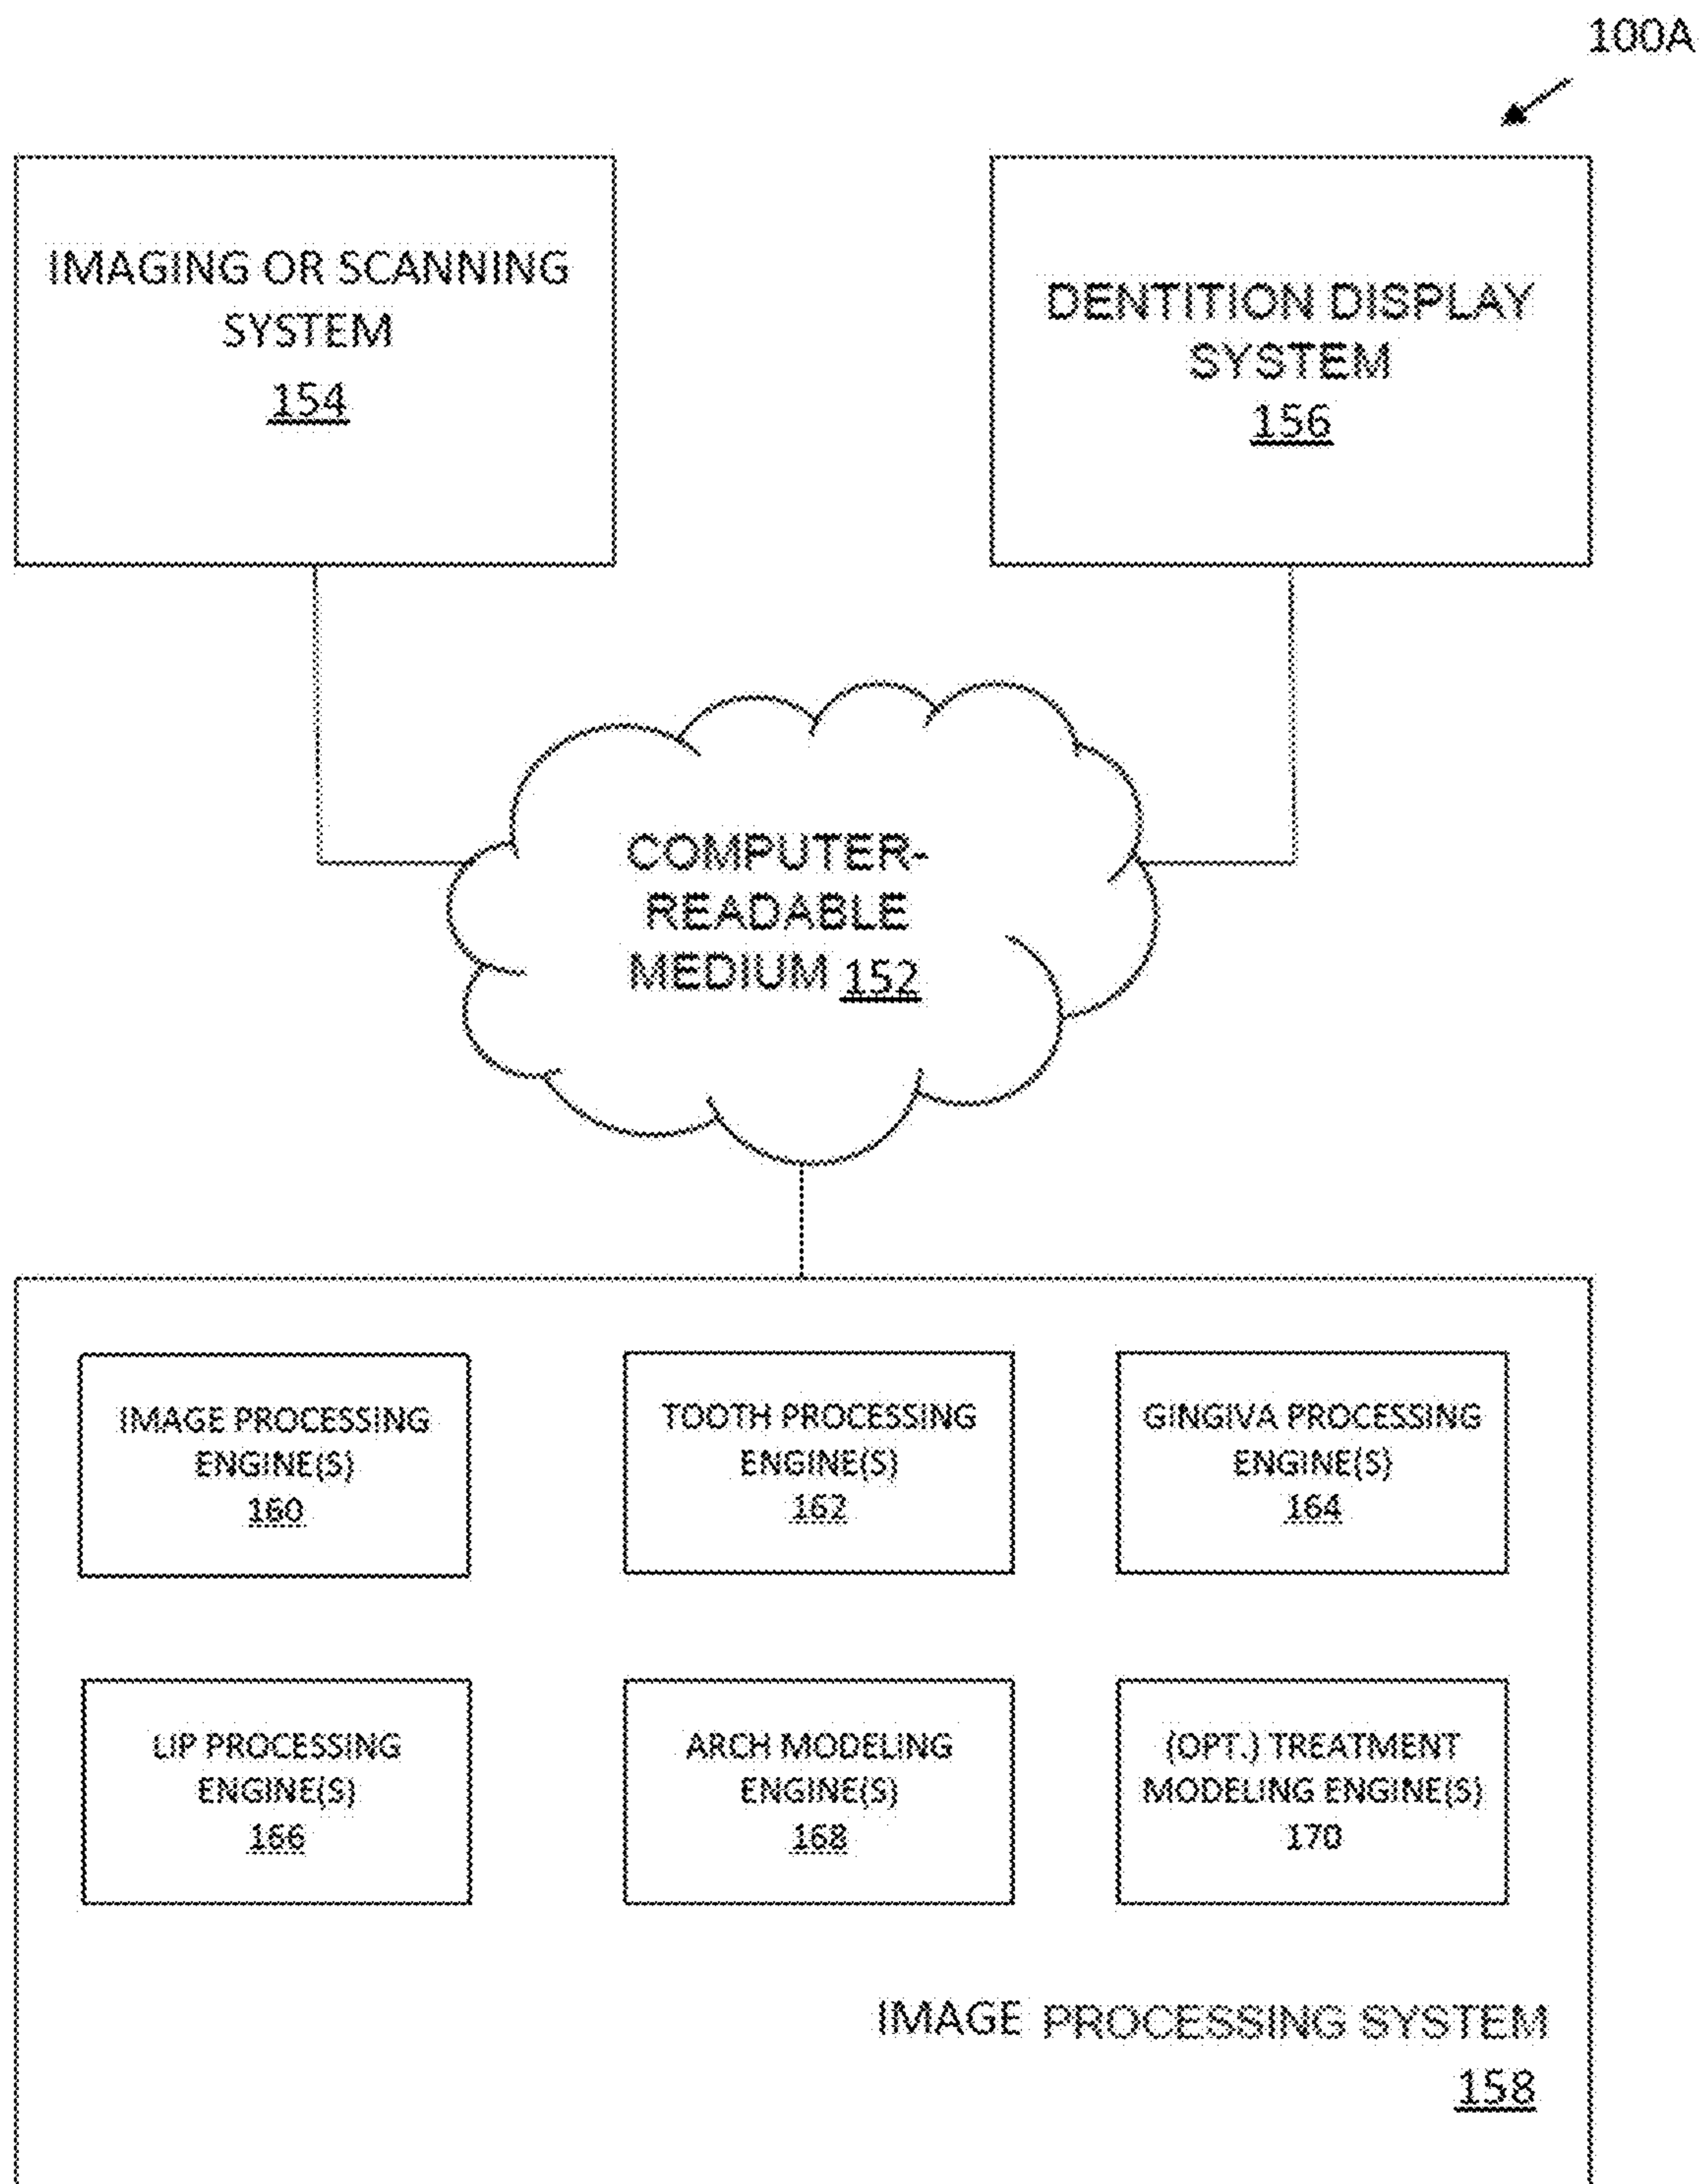 100A
IMAGING OR SCANNING
SYSTEM
154
DENTITION DISPLAY
SYSTEM
156
COMPUTER-
READABLE
MEDIUM 152
IMAGE PROCESSING
ENGINE(S)
160
TOOTH PROCESSING
ENGINE(S)
162
GINGIVA PROCESSING
ENGINE(S)
164
LIP PROCESSING
ENGINE(S)
166
ARCH MODELING
ENGINE(S)
168
(OPT.) TREATMENT
MODELING ENGINE(S)
170
IMAGE PROCESSING SYSTEM
158